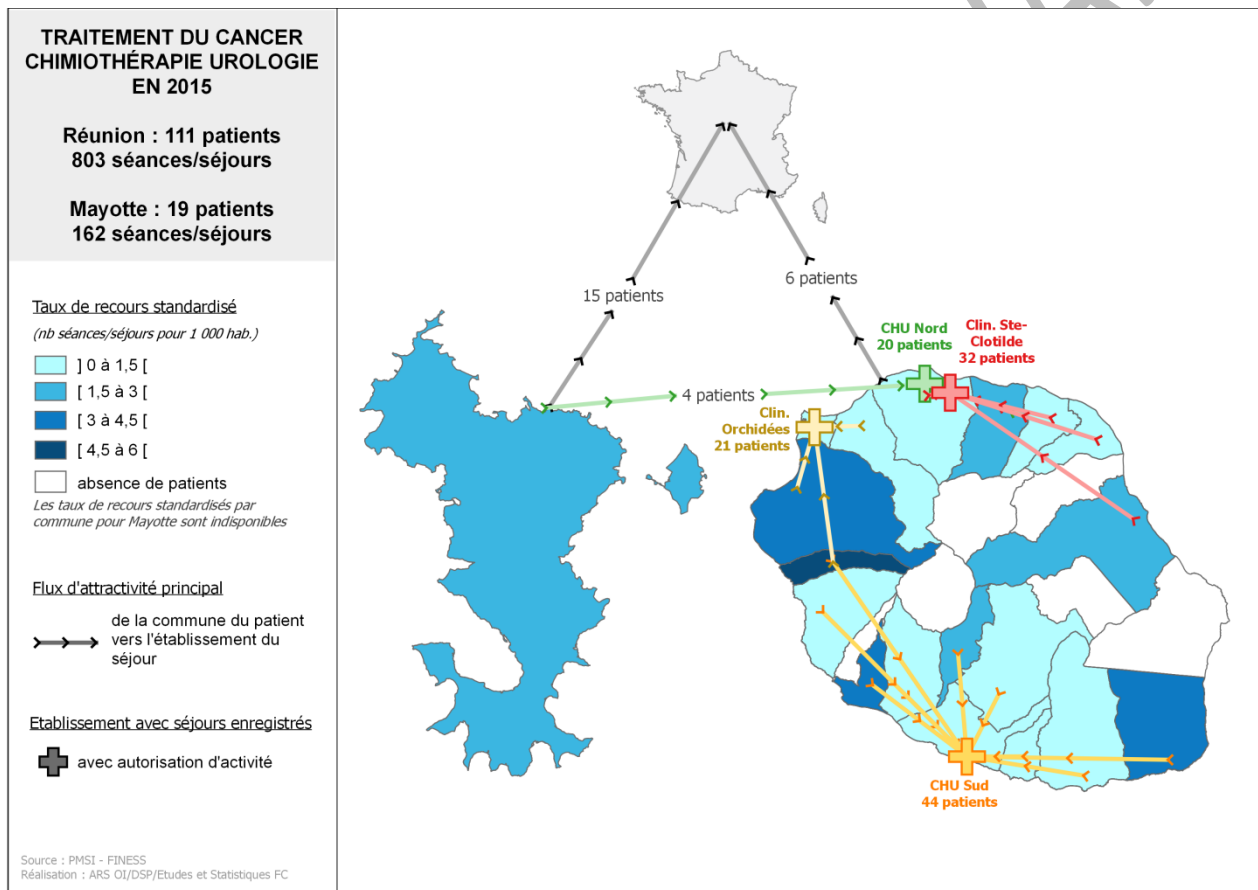 TRAITEMENT DU CANCER
CHIMIOTHÉRAPIE UROLOGIE
EN 2015
Réunion : 111 patients
803 séances/séjours
Mayotte : 19 patients
162 séances/séjours
Taux de recours standardisé
(nb séances/séjours pour 1 000 hab.)
] 0 à 1,5 [
[ 1,5 à 3 [
[ 3 à 4,5 [
[ 4,5 à 6 [
absence de patients
Les taux de recours standardisés par
commune pour Mayotte sont indisponibles
Flux d'attractivité principal
de la commune du patient
vers l'établissement du
séjour
Etablissement avec séjours enregistrés
avec autorisation d'activité
Source : PMSI - FINESS
Réalisation : ARS OI/DSP/Etudes et Statistiques FC
15 patients
6 patients
4 patients
CHU Nord
20 patients
Clin. Ste-
Clotilde
32 patients
Clin.
Orchidées
21 patients
CHU Sud
44 patients